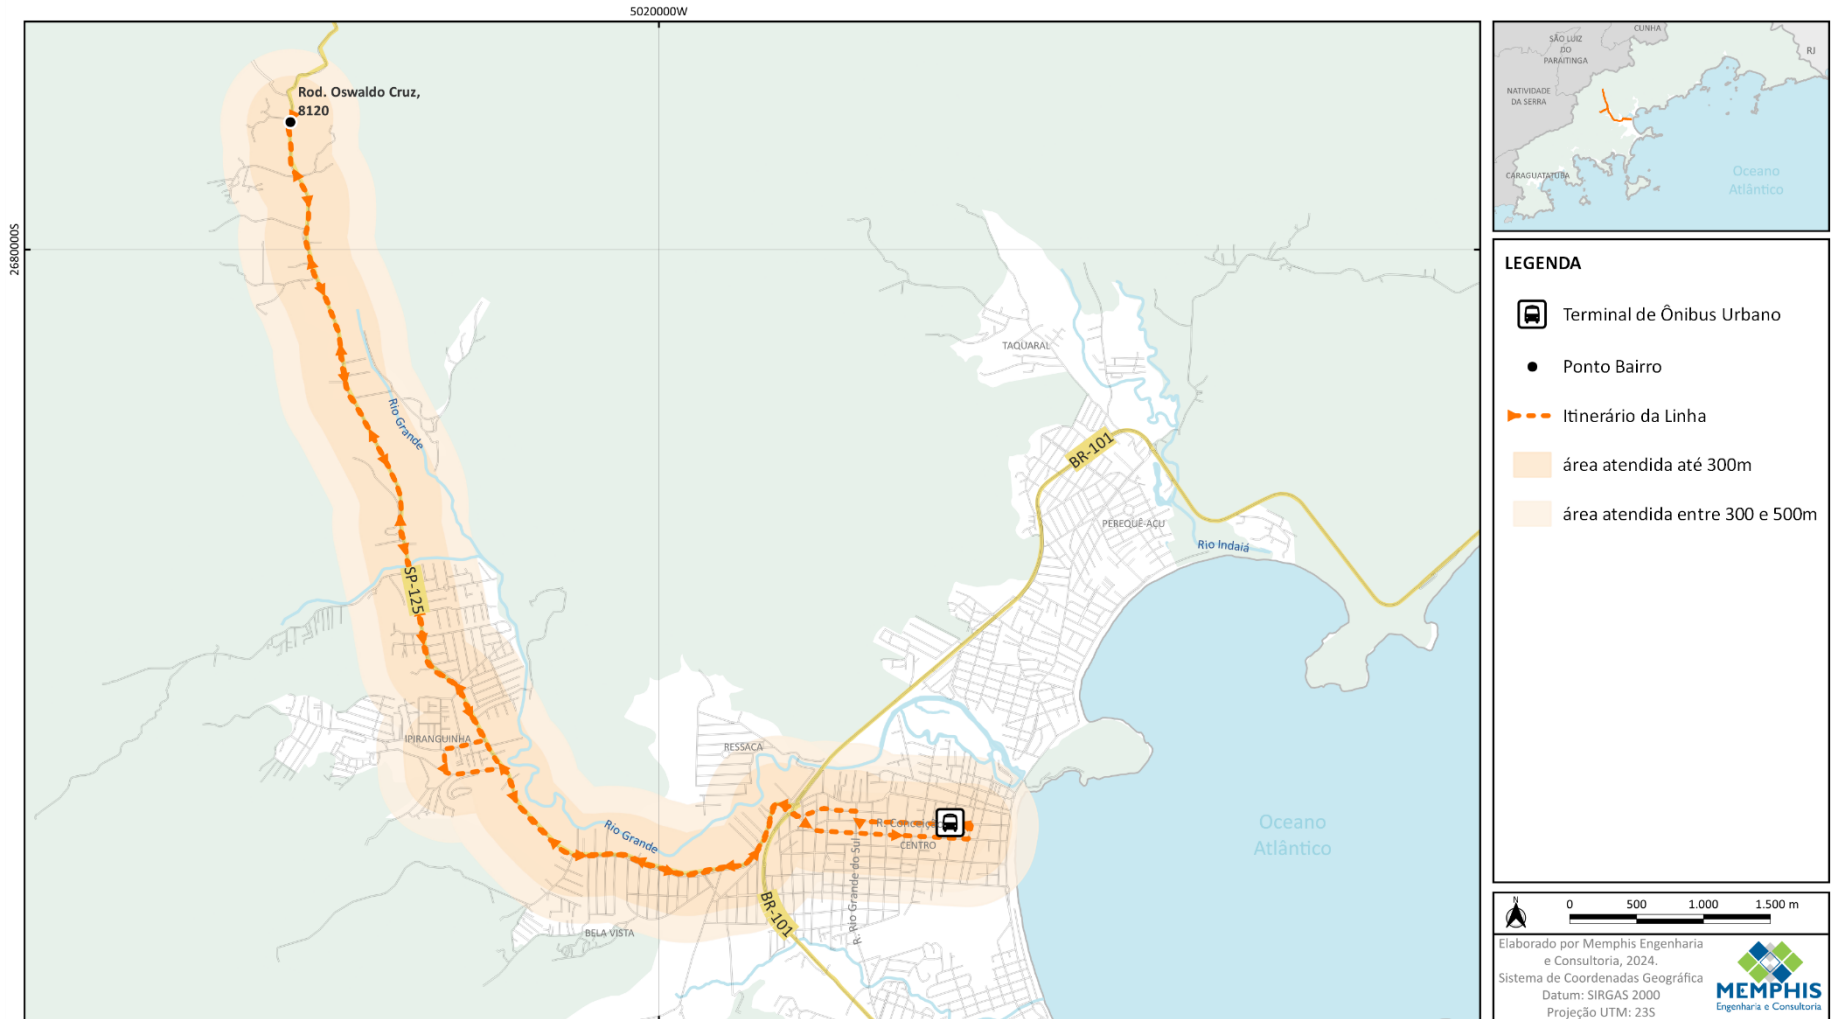 5020000W
2680000S
Rod. Oswaldo Cruz,
8120
Rio Grande
TAQUARAL
BR-101
PEREQUÊ-AÇU
Rio Indaiá
SP-125
IPIRANGUINHA
RESSACA
Rio Grande
R. Conceição
CENTRO
R. Rio Grande do Sul
BR-101
BELA VISTA
Oceano
Atlântico
CUNHA
SÃO LUIZ
DO
PARAITINGA
RJ
NATIVIDADE
DA SERRA
CARAGUATATUBA
Oceano
Atlântico
LEGENDA
Terminal de Ônibus Urbano
Ponto Bairro
Itinerário da Linha
área atendida até 300m
área atendida entre 300 e 500m
N
0 500 1.000 1.500 m
Elaborado por Memphis Engenharia
e Consultoria, 2024.
Sistema de Coordenadas Geográfica
Datum: SIRGAS 2000
Projeção UTM: 23S
MEMPHIS
Engenharia e Consultoria